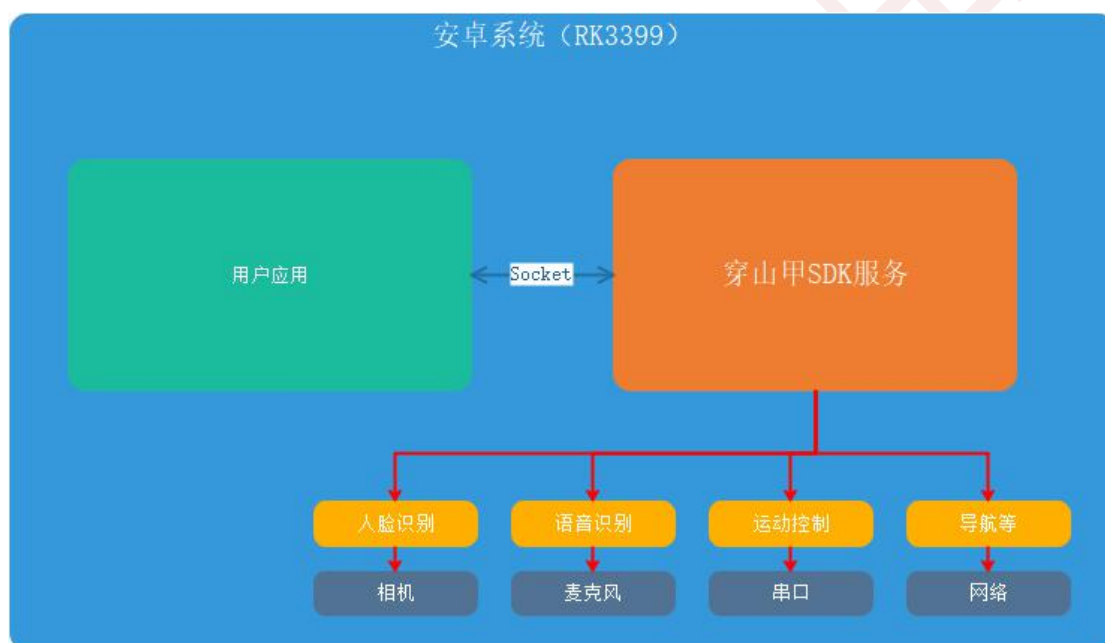 安卓系统（RK3399）
用户应用
Socket
穿山甲SDK服务
人脸识别
语音识别
运动控制
导航等
相机
麦克风
串口
网络